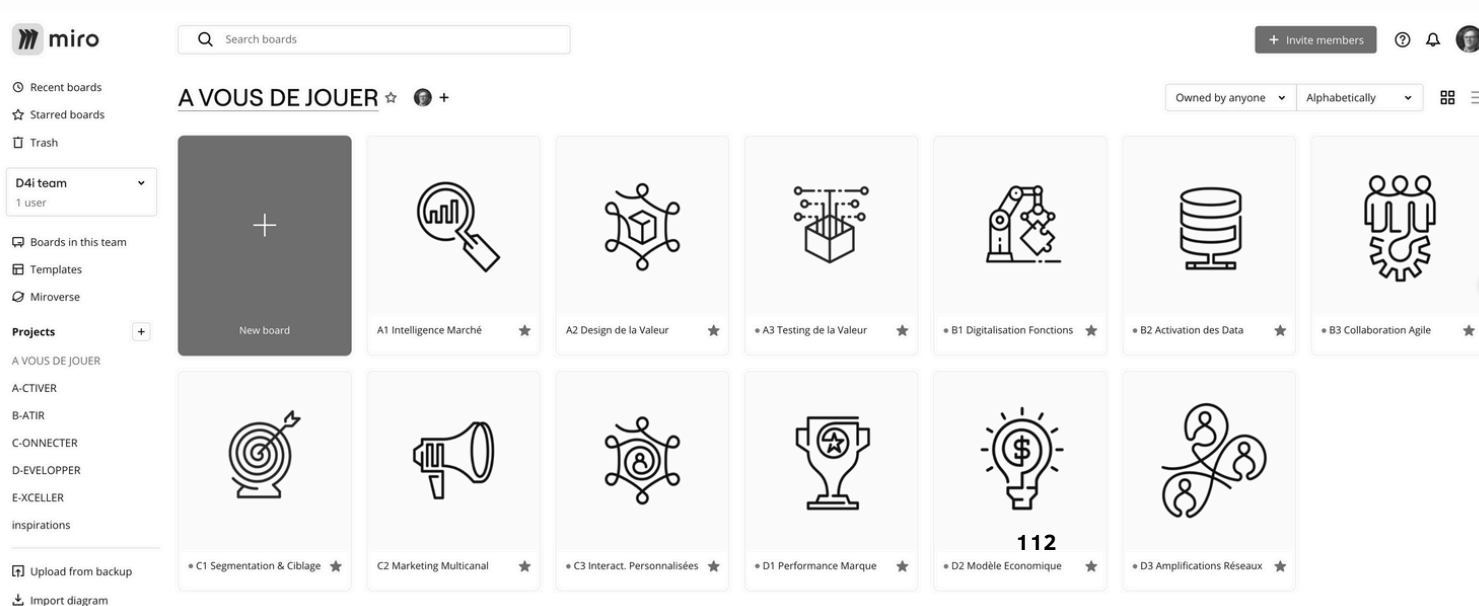 miro
Search boards
+ Invite members
Recent boards
Starred boards
Trash
D4i team
1 user
Boards in this team
Templates
Miroverse
Projects
A VOUS DE JOUER
A-CTIVER
B-ATIR
C-ONNECTER
D-EVELOPPER
E-XCELLER
inspirations
Upload from backup
Import diagram
A VOUS DE JOUER
Owned by anyone
Alphabetically
New board
A1 Intelligence Marché
A2 Design de la Valeur
• A3 Testing de la Valeur
• B1 Digitalisation Fonctions
• B2 Activation des Data
• B3 Collaboration Agile
• C1 Segmentation & Ciblage
C2 Marketing Multicanal
• C3 Interact. Personnalisées
• D1 Performance Marque
112
• D2 Modèle Economique
• D3 Amplifications Réseaux